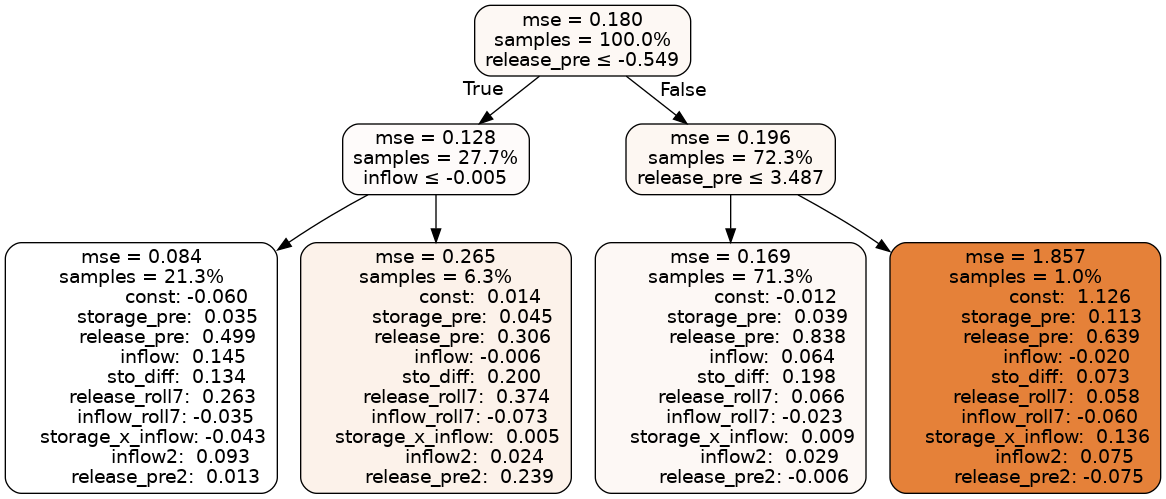 mse = 0.180
samples = 100.0%
release_pre ≤ -0.549
True
False
mse = 0.128
samples = 27.7%
inflow ≤ -0.005
mse = 0.196
samples = 72.3%
release_pre ≤ 3.487
mse = 0.084
samples = 21.3%
const: -0.060
storage_pre: 0.035
release_pre: 0.499
inflow: 0.145
sto_diff: 0.134
release_roll7: 0.263
inflow_roll7: -0.035
storage_x_inflow: -0.043
inflow2: 0.093
release_pre2: 0.013
mse = 0.265
samples = 6.3%
const: 0.014
storage_pre: 0.045
release_pre: 0.306
inflow: -0.006
sto_diff: 0.200
release_roll7: 0.374
inflow_roll7: -0.073
storage_x_inflow: 0.005
inflow2: 0.024
release_pre2: 0.239
mse = 0.169
samples = 71.3%
const: -0.012
storage_pre: 0.039
release_pre: 0.838
inflow: 0.064
sto_diff: 0.198
release_roll7: 0.066
inflow_roll7: -0.023
storage_x_inflow: 0.009
inflow2: 0.029
release_pre2: -0.006
mse = 1.857
samples = 1.0%
const: 1.126
storage_pre: 0.113
release_pre: 0.639
inflow: -0.020
sto_diff: 0.073
release_roll7: 0.058
inflow_roll7: -0.060
storage_x_inflow: 0.136
inflow2: 0.075
release_pre2: -0.075